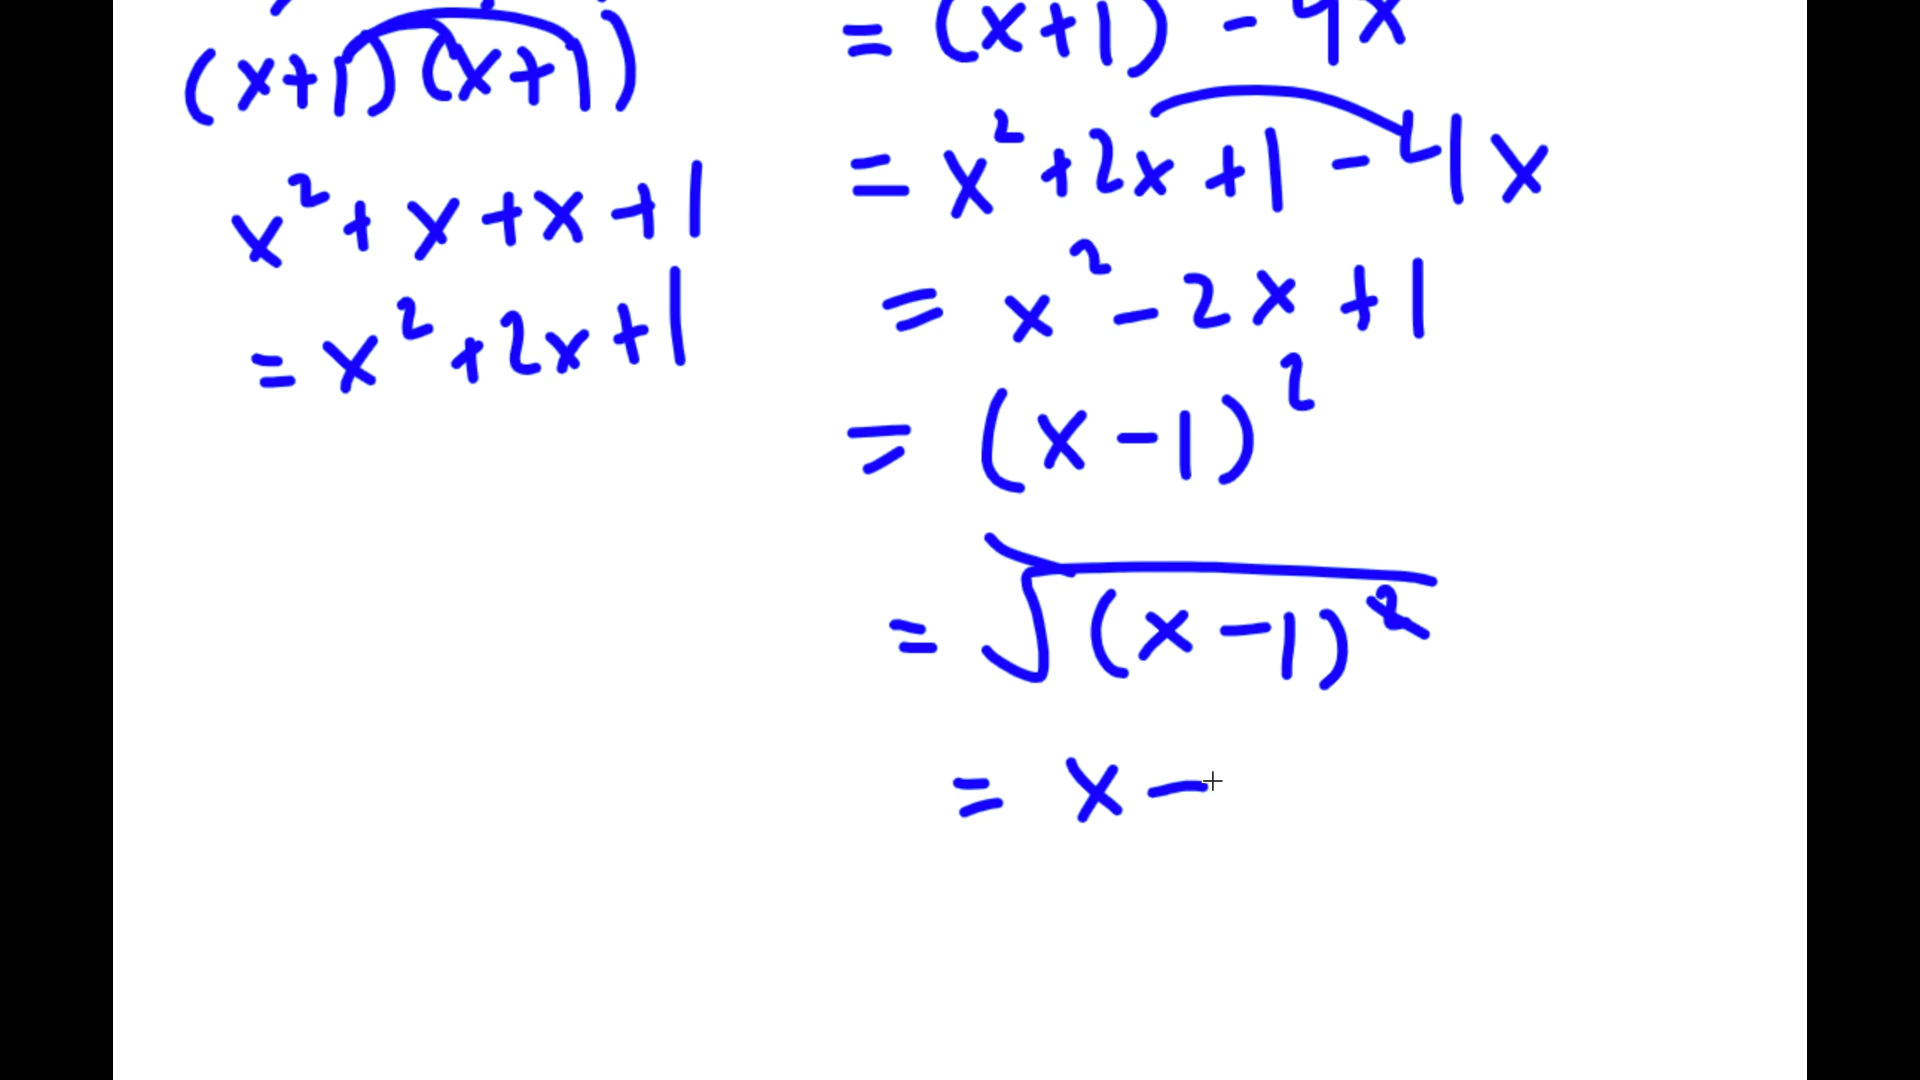 (x+1)(x+1)
x² + x + x + 1
= x² + 2x + 1
= (x+1) - 4x
= x² + 2x + 1 - 4x
= x² - 2x + 1
= (x - 1)²
= √(x - 1)²
= x -